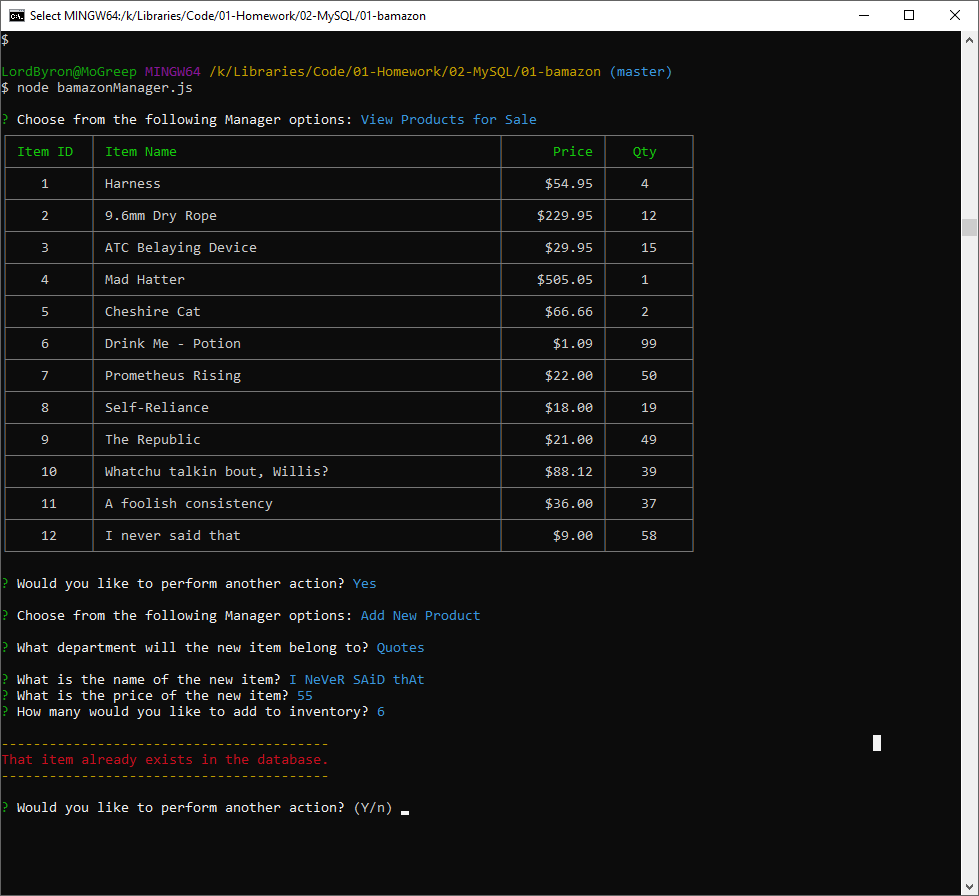 Select MINGW64:/k/Libraries/Code/01-Homework/02-MySQL/01-bamazon
$
LordByron@MoGreep MINGW64 /k/Libraries/Code/01-Homework/02-MySQL/01-bamazon (master)
$ node bamazonManager.js
? Choose from the following Manager options: View Products for Sale
Item ID Item Name Price Qty
1 Harness $54.95 4
2 9.6mm Dry Rope $229.95 12
3 ATC Belaying Device $29.95 15
4 Mad Hatter $505.05 1
5 Cheshire Cat $66.66 2
6 Drink Me - Potion $1.09 99
7 Prometheus Rising $22.00 50
8 Self-Reliance $18.00 19
9 The Republic $21.00 49
10 Whatchu talkin bout, Willis? $88.12 39
11 A foolish consistency $36.00 37
12 I never said that $9.00 58
? Would you like to perform another action? Yes
? Choose from the following Manager options: Add New Product
? What department will the new item belong to? Quotes
? What is the name of the new item? I NeVeR SAiD thAt
? What is the price of the new item? 55
? How many would you like to add to inventory? 6
-----------------------------------------
That item already exists in the database.
-----------------------------------------
? Would you like to perform another action? (Y/n)